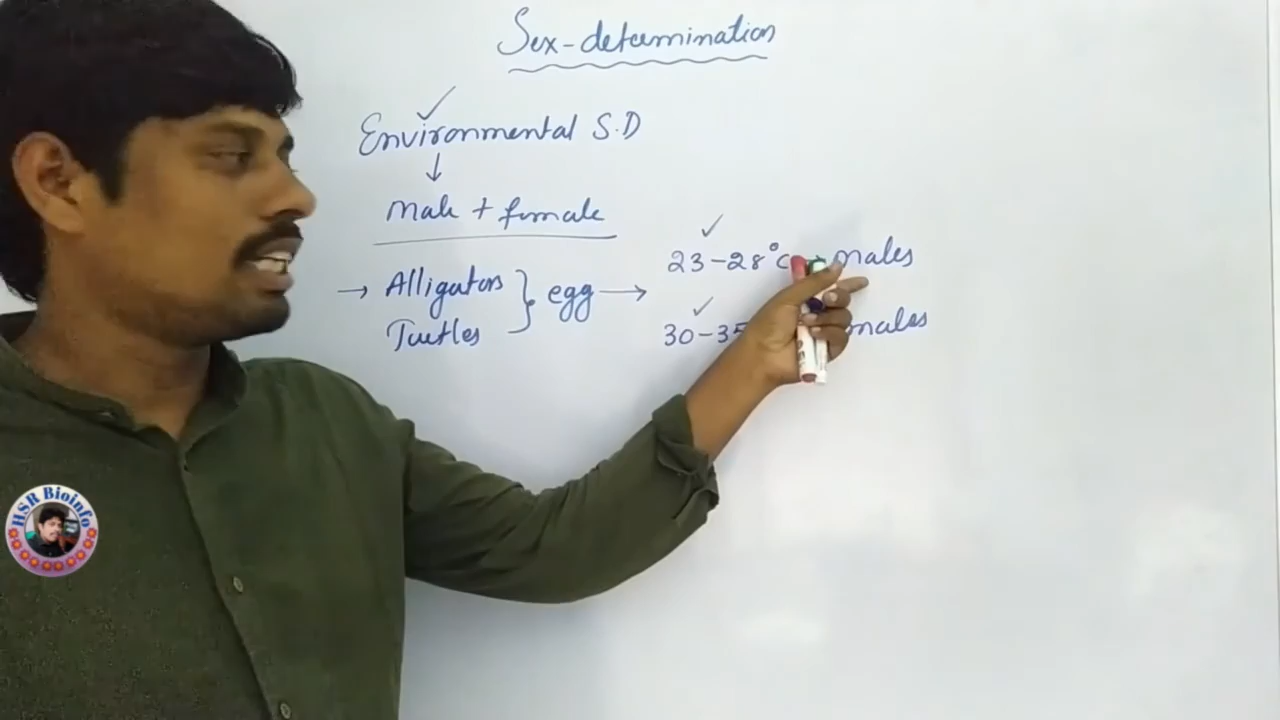 Sex-determination
Environmental S.D
↓
male + female
→ Alligators
Turtles
} egg →
23-28°C → males
30-35 males
HSR Bioinfo